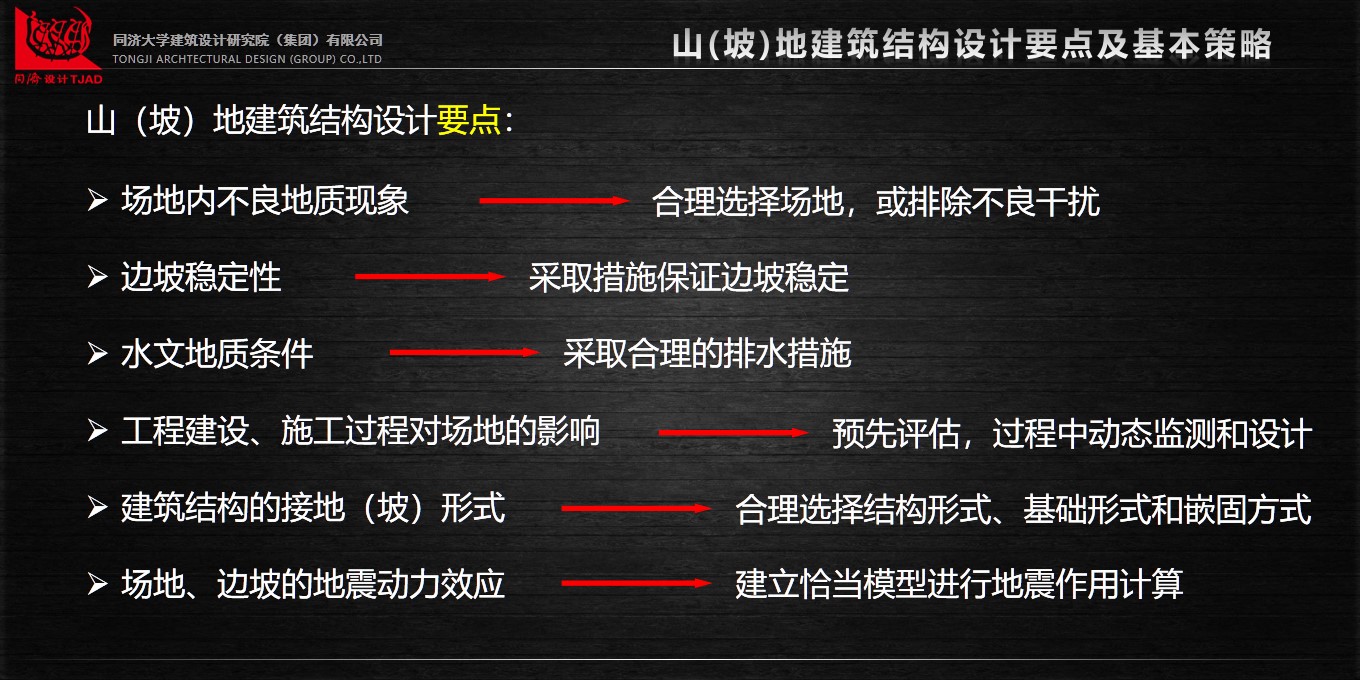 同济大学建筑设计研究院（集团）有限公司
TONGJI ARCHTECTURAL DESIGN (GROUP) CO.,LTD
同济设计TJAD
山(坡)地建筑结构设计要点及基本策略
山（坡）地建筑结构设计要点：
场地内不良地质现象 合理选择场地，或排除不良干扰
边坡稳定性 采取措施保证边坡稳定
水文地质条件 采取合理的排水措施
工程建设、施工过程对场地的影响 预先评估，过程中动态监测和设计
建筑结构的接地（坡）形式 合理选择结构形式、基础形式和嵌固方式
场地、边坡的地震动力效应 建立恰当模型进行地震作用计算